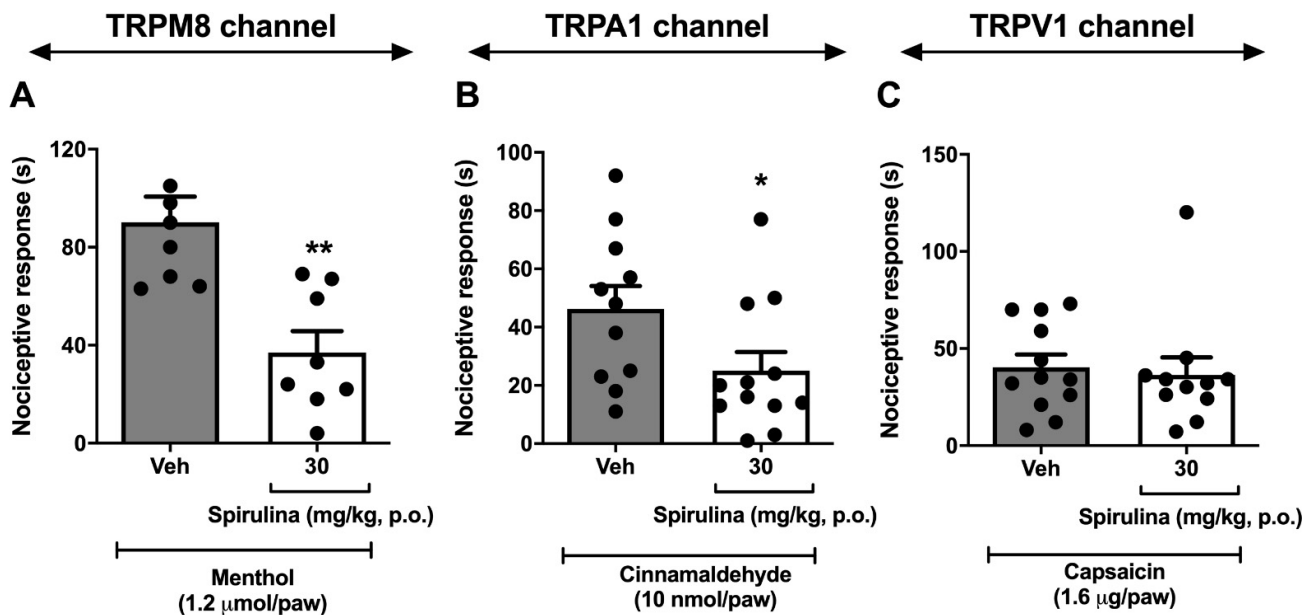 TRPM8 channel
TRPA1 channel
TRPV1 channel
A
B
C
Nociceptive response (s)
120
80
40
0
**
Veh
30
Spirulina (mg/kg, p.o.)
Menthol
(1.2 μmol/paw)
Nociceptive response (s)
100
80
60
40
20
0
*
Veh
30
Spirulina (mg/kg, p.o.)
Cinnamaldehyde
(10 nmol/paw)
Nociceptive response (s)
150
100
50
0
Veh
30
Spirulina (mg/kg, p.o.)
Capsaicin
(1.6 μg/paw)